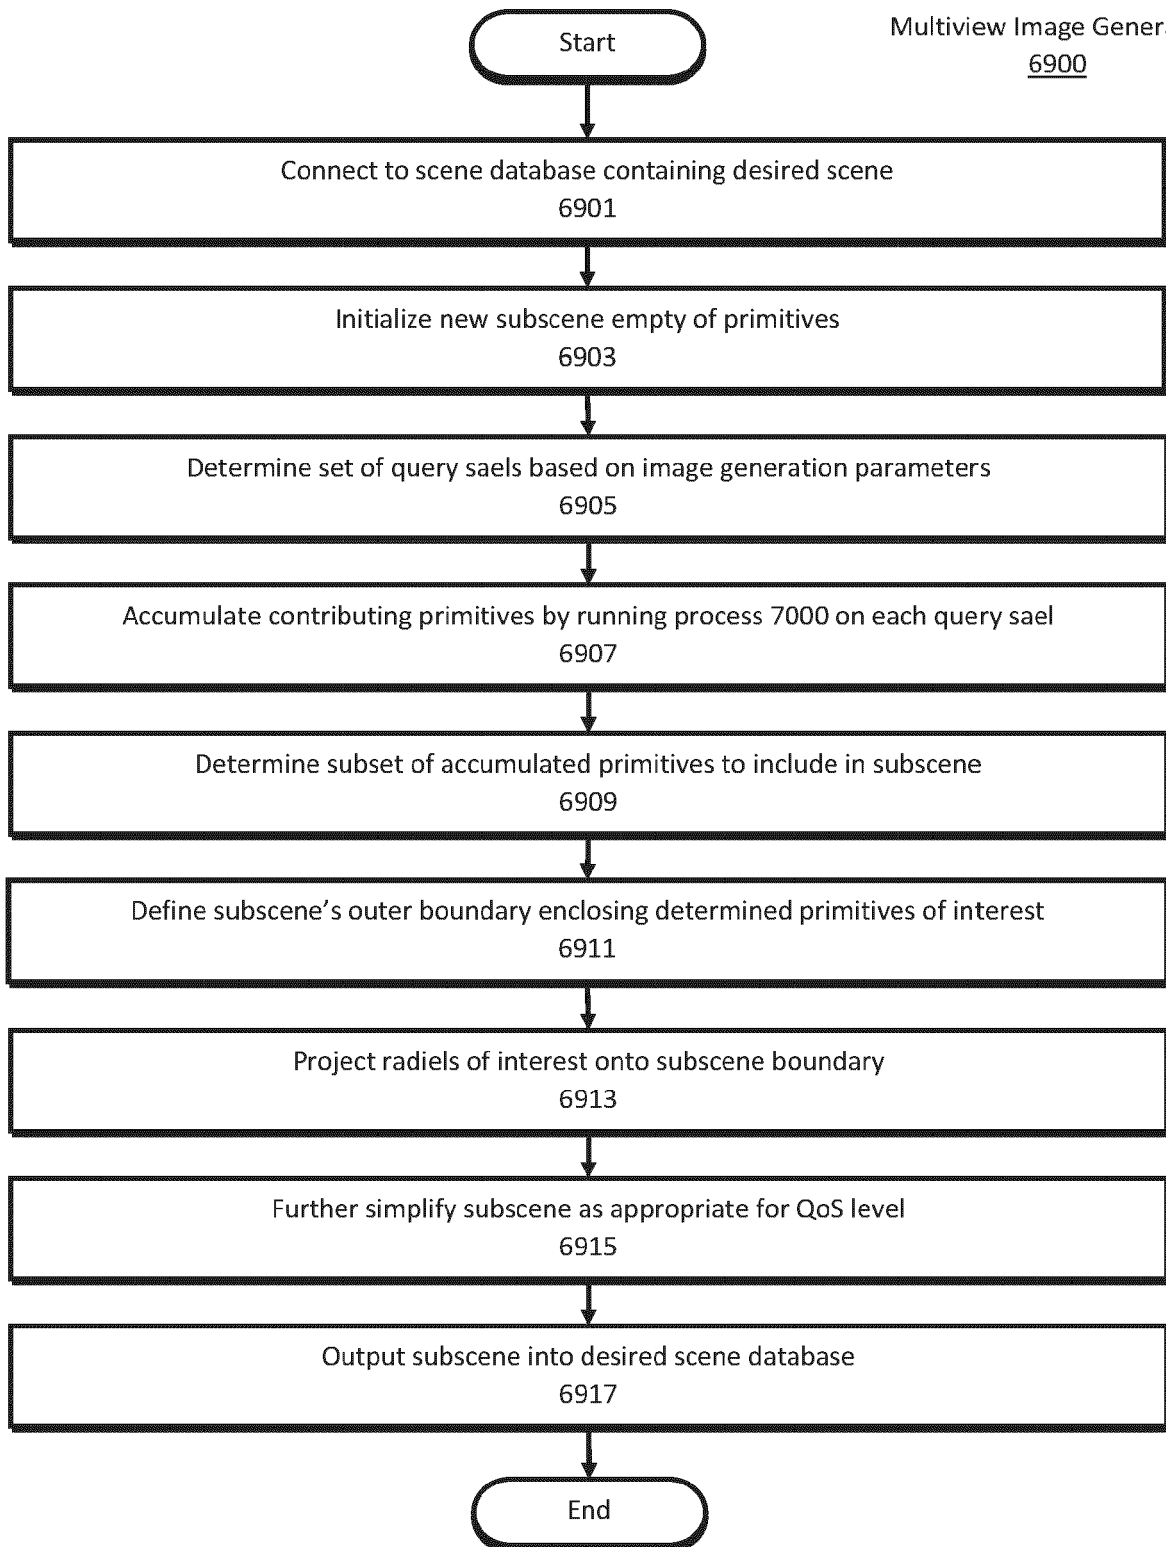 Start
Multiview Image Genera
6900
Connect to scene database containing desired scene
6901
Initialize new subscene empty of primitives
6903
Determine set of query saels based on image generation parameters
6905
Accumulate contributing primitives by running process 7000 on each query sael
6907
Determine subset of accumulated primitives to include in subscene
6909
Define subscene’s outer boundary enclosing determined primitives of interest
6911
Project radiels of interest onto subscene boundary
6913
Further simplify subscene as appropriate for QoS level
6915
Output subscene into desired scene database
6917
End